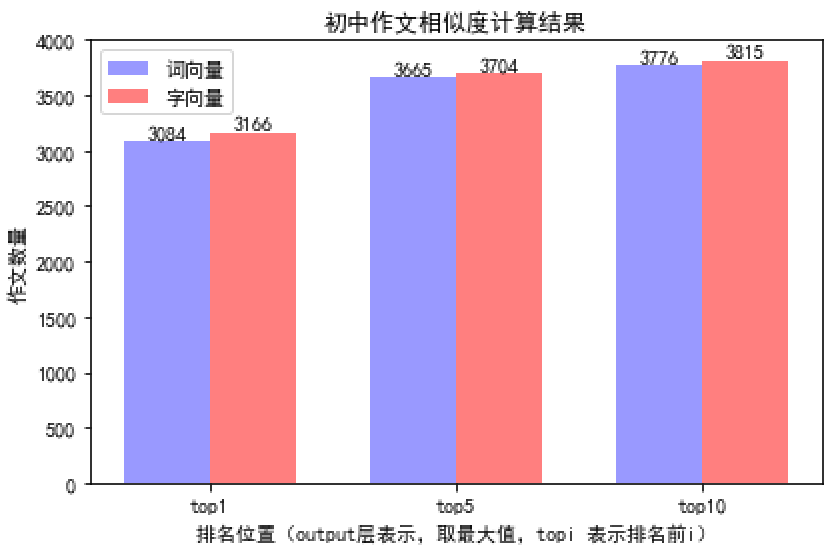 初中作文相似度计算结果
词向量
字向量
作文数量
4000
3500
3000
2500
2000
1500
1000
500
0
3084
3166
3665
3704
3776
3815
top1
top5
top10
排名位置（output层表示，取最大值，topi 表示排名前i）